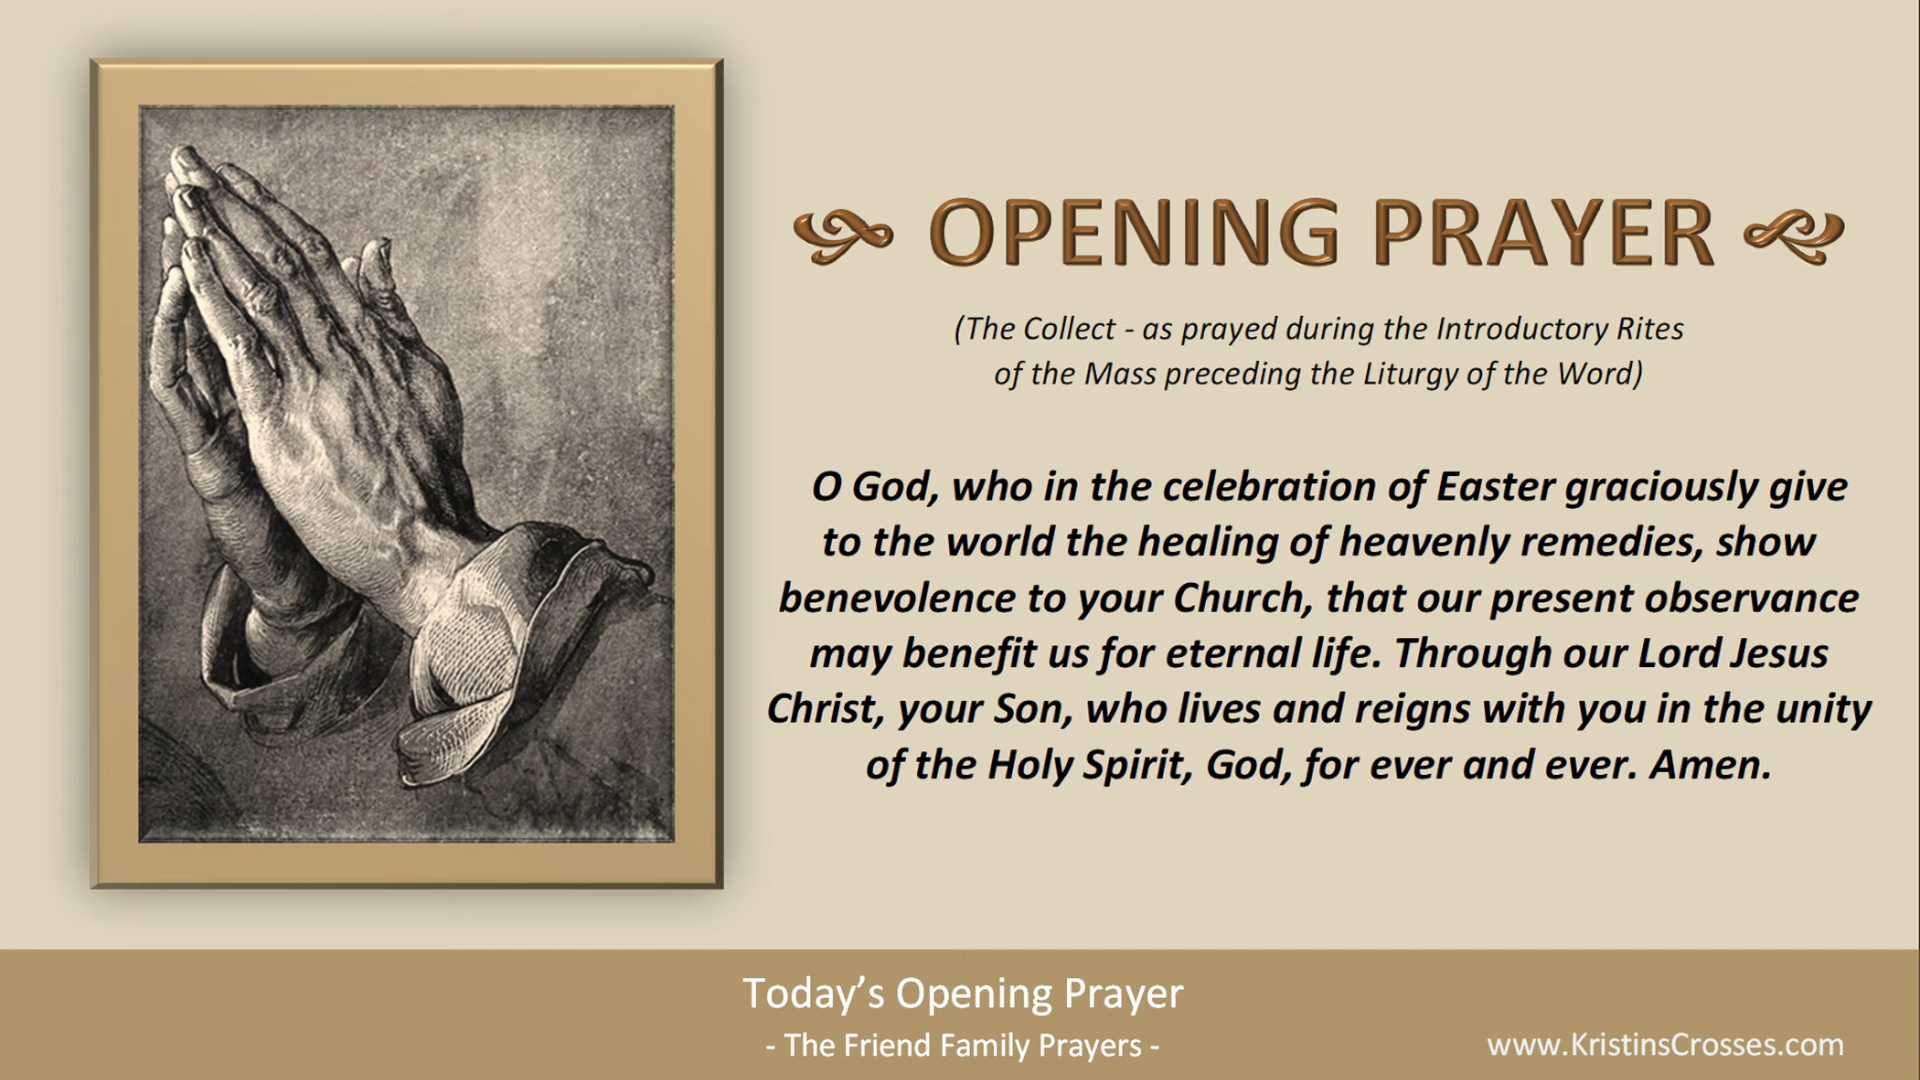 OPENING PRAYER
(The Collect - as prayed during the Introductory Rites
of the Mass preceding the Liturgy of the Word)
O God, who in the celebration of Easter graciously give
to the world the healing of heavenly remedies, show
benevolence to your Church, that our present observance
may benefit us for eternal life. Through our Lord Jesus
Christ, your Son, who lives and reigns with you in the unity
of the Holy Spirit, God, for ever and ever. Amen.
Today’s Opening Prayer
- The Friend Family Prayers -
www.KristinsCrosses.com